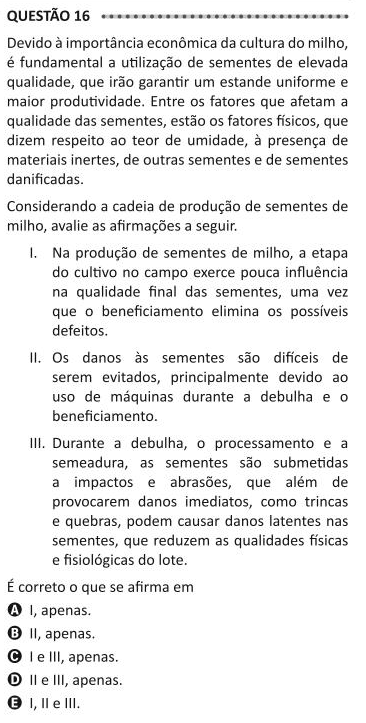 QUESTÃO 16
Devido à importância econômica da cultura do milho,
é fundamental a utilização de sementes de elevada
qualidade, que irão garantir um estande uniforme e
maior produtividade. Entre os fatores que afetam a
qualidade das sementes, estão os fatores físicos, que
dizem respeito ao teor de umidade, à presença de
materiais inertes, de outras sementes e de sementes
danificadas.
Considerando a cadeia de produção de sementes de
milho, avalie as afirmações a seguir.
I. Na produção de sementes de milho, a etapa
do cultivo no campo exerce pouca influência
na qualidade final das sementes, uma vez
que o beneficiamento elimina os possíveis
defeitos.
II. Os danos às sementes são difíceis de
serem evitados, principalmente devido ao
uso de máquinas durante a debulha e o
beneficiamento.
III. Durante a debulha, o processamento e a
semeadura, as sementes são submetidas
a impactos e abrasões, que além de
provocarem danos imediatos, como trincas
e quebras, podem causar danos latentes nas
sementes, que reduzem as qualidades físicas
e fisiológicas do lote.
É correto o que se afirma em
A I, apenas.
B II, apenas.
C I e III, apenas.
D II e III, apenas.
E I, II e III.